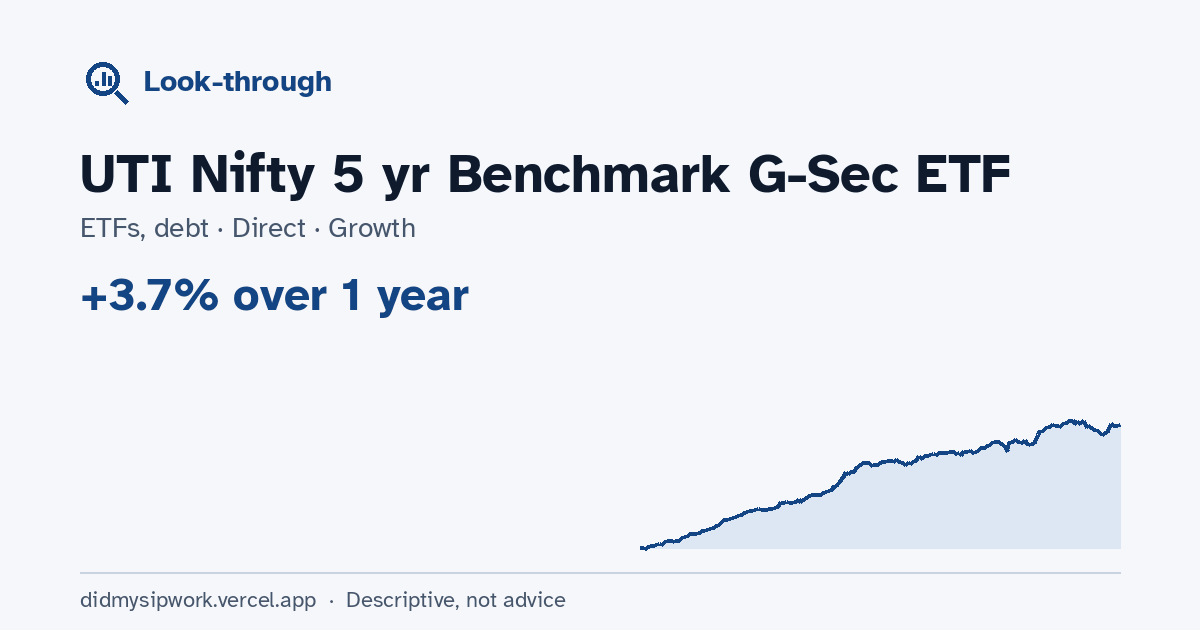 Look-through
UTI Nifty 5 yr Benchmark G-Sec ETF
ETFs, debt · Direct · Growth
+3.7% over 1 year
didmysipwork.vercel.app · Descriptive, not advice